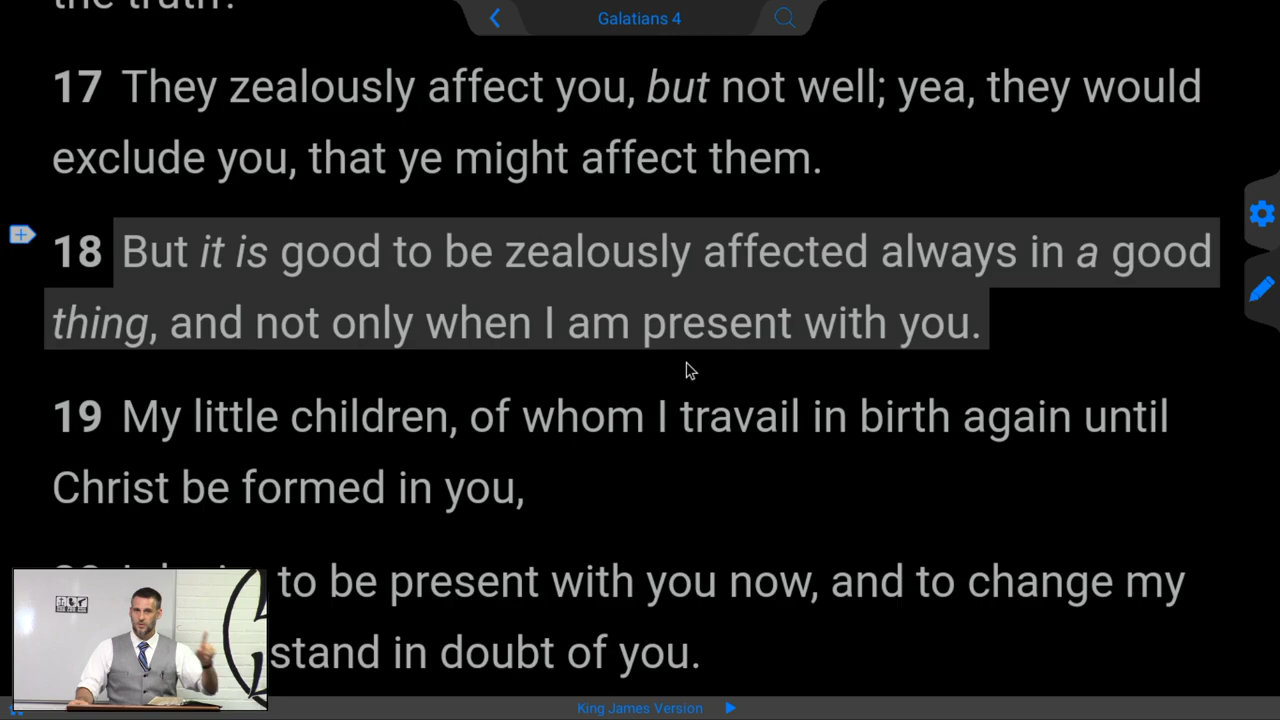 the truth?
Galatians 4
17 They zealously affect you, but not well; yea, they would
exclude you, that ye might affect them.
18 But it is good to be zealously affected always in a good
thing, and not only when I am present with you.
19 My little children, of whom I travail in birth again until
Christ be formed in you,
to be present with you now, and to change my
stand in doubt of you.
King James Version